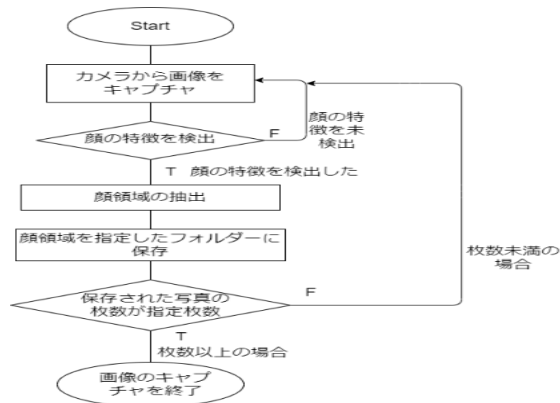 Start
カメラから画像を
キャプチャ
顔の特徴を検出
F
顔の特
徴を未
検出
T 顔の特徴を検出した
顔領域の抽出
顔領域を指定したフォルダーに
保存
枚数未満の
場合
保存された写真の
枚数が指定枚数
F
T
枚数以上の場合
画像のキャプ
チャを終了